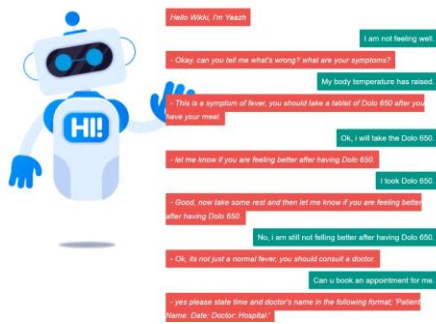 Hello Wikki, I'm Yaazh
I am not feeling well.
- Okay. can you tell me what's wrong? what are your symptoms?
My body temperature has raised.
- This is a symptom of fever, you should take a tablet of Dolo 650 after you
have your meal.
Ok, i will take the Dolo 650.
- let me know if you are feeling better after having Dolo 650.
I took Dolo 650.
- Good, now take some rest and then let me know if you are feeling better
after having Dolo 650.
No, i am still not felling better after having Dolo 650.
- Ok, its not just a normal fever, you should consult a doctor.
Can u book an appointment for me.
- yes please state time and doctor's name in the following format; 'Patient
Name: Date: Doctor: Hospital:'
HI!